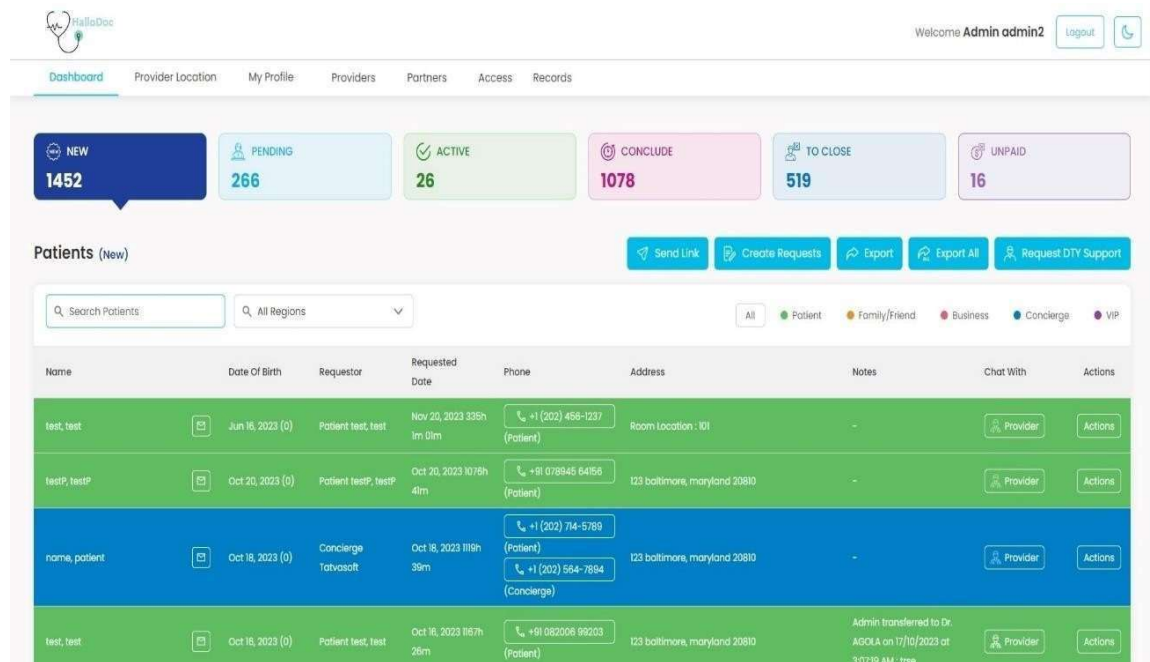 HalloDoc
Welcome Admin admin2 Logout
Dashboard Provider Location My Profile Providers Partners Access Records
NEW PENDING ACTIVE CONCLUDE TO CLOSE UNPAID
1452 266 26 1078 519 16
Patients (New) Send Link Create Requests Export Export All Request DTY Support
Search Patients All Regions All Patient Family/Friend Business Concierge VIP
Name Date Of Birth Requestor Requested Date Phone Address Notes Chat With Actions
test, test Jun 16, 2023 (0) Patient test, test Nov 20, 2023 335h +1 (202) 456-1237 Room Location : 101 - Provider Actions
1m 01m (Patient)
testP, testP Oct 20, 2023 (0) Patient testP, testP Oct 20, 2023 1076h +91 078945 64156 123 baltimore, maryland 20810 - Provider Actions
41m (Patient)
+1 (202) 714-5789
name, patient Oct 18, 2023 (0) Concierge Oct 18, 2023 1119h (Patient) 123 baltimore, maryland 20810 - Provider Actions
Tatvasoft 39m +1 (202) 564-7894
(Concierge)
Admin transferred to Dr.
test, test Oct 18, 2023 (0) Patient test, test Oct 16, 2023 1167h +91 082006 99203 123 baltimore, maryland 20810 AGOLA on 17/10/2023 at Provider Actions
26m (Patient) 3:07:19 AM : tree